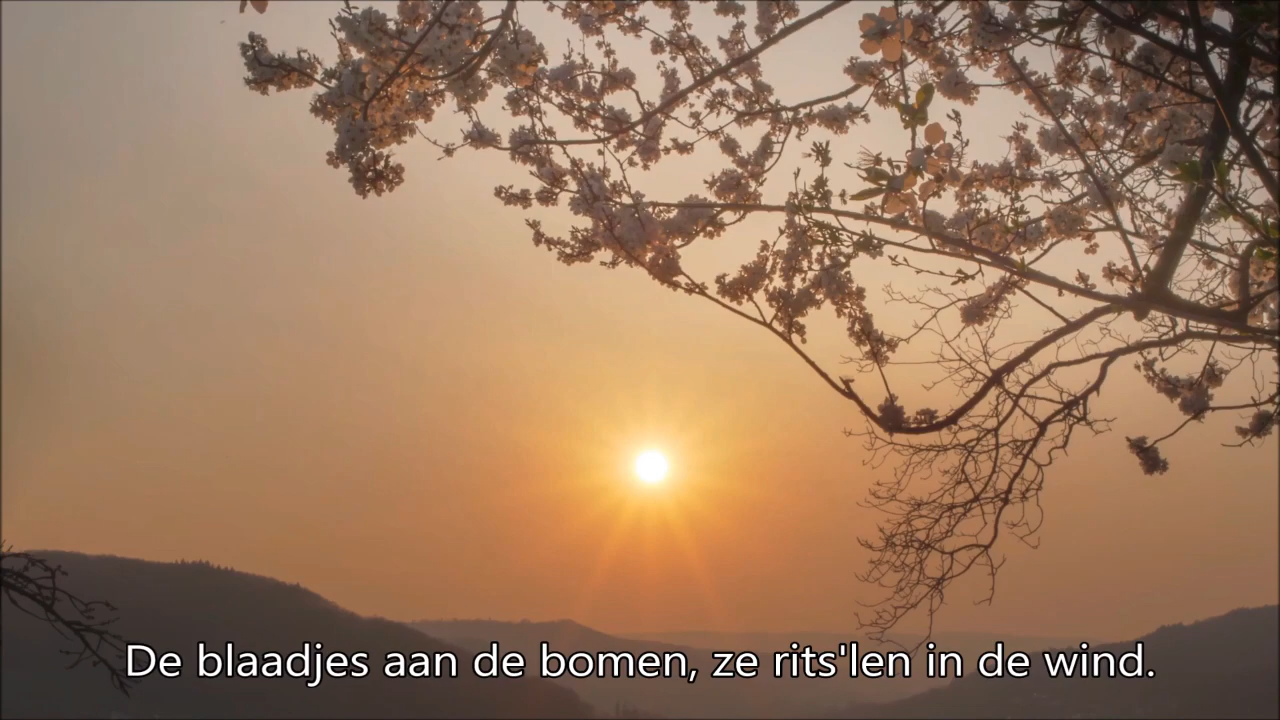 De blaadjes aan de bomen, ze rits'len in de wind.